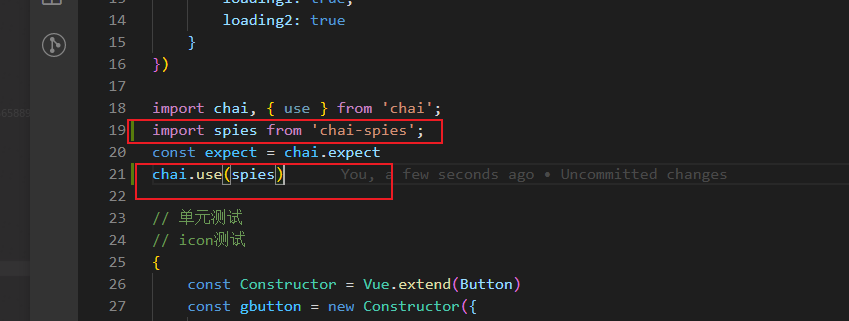 13 loading1: true,
14 loading2: true
15 }
16 })
17
18 import chai, { use } from 'chai';
19 import spies from 'chai-spies';
20 const expect = chai.expect
21 chai.use(spies) You, a few seconds ago • Uncommitted changes
22
23 // 单元测试
24 // icon测试
25 {
26 const Constructor = Vue.extend(Button)
27 const gbutton = new Constructor({